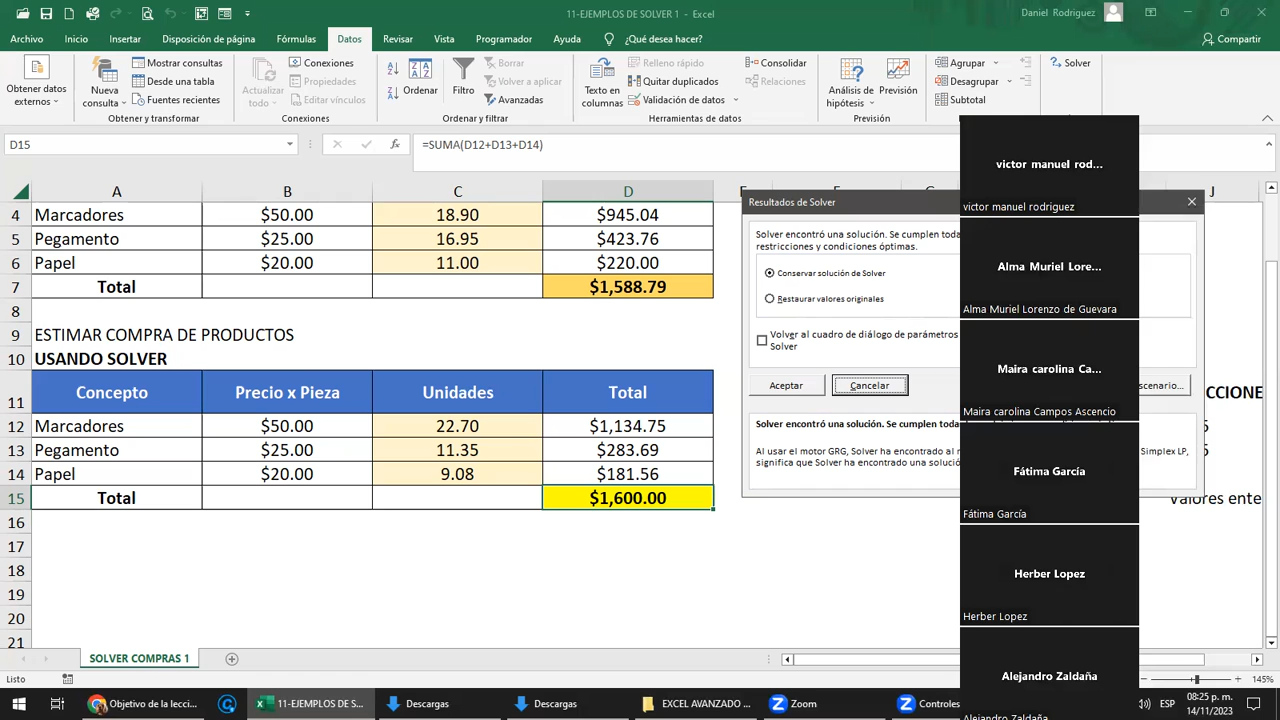 11-EJEMPLOS DE SOLVER 1 - Excel
Daniel Rodriguez
Archivo Inicio Insertar Disposición de página Fórmulas Datos Revisar Vista Programador Ayuda ¿Qué desea hacer? Compartir
Obtener datos externos
Nueva consulta
Mostrar consultas
Desde una tabla
Fuentes recientes
Obtener y transformar
Actualizar todo
Conexiones
Propiedades
Editar vínculos
Conexiones
Ordenar
Filtro
Borrar
Volver a aplicar
Avanzadas
Ordenar y filtrar
Texto en columnas
Relleno rápido
Quitar duplicados
Validación de datos
Consolidar
Relaciones
Herramientas de datos
Análisis de hipótesis
Previsión
Previsión
Agrupar
Desagrupar
Subtotal
Solver
D15 fx =SUMA(D12+D13+D14)
A B C D J
4 Marcadores $50.00 18.90 $945.04
5 Pegamento $25.00 16.95 $423.76
6 Papel $20.00 11.00 $220.00
7 Total $1,588.79
8
9 ESTIMAR COMPRA DE PRODUCTOS
10 USANDO SOLVER
11 Concepto Precio x Pieza Unidades Total
12 Marcadores $50.00 22.70 $1,134.75
13 Pegamento $25.00 11.35 $283.69
14 Papel $20.00 9.08 $181.56
15 Total $1,600.00
16
17
18
19
20
21
Resultados de Solver
Solver encontró una solución. Se cumplen toda
restricciones y condiciones óptimas.
Conservar solución de Solver
Restaurar valores originales
Volver al cuadro de diálogo de parámetros
Solver
Aceptar Cancelar scenario...
Solver encontró una solución. Se cumplen toda
Al usar el motor GRG, Solver ha encontrado al Simplex LP,
significa que Solver ha encontrado una solució
CCIONE
valores ente
victor manuel rod...
victor manuel rodriguez
Alma Muriel Lore...
Alma Muriel Lorenzo de Guevara
Maira carolina Ca...
Maira carolina Campos Ascencio
Fátima García
Fátima García
Herber Lopez
Herber Lopez
Alejandro Zaldaña
SOLVER COMPRAS 1
Listo 145%
Objetivo de la lecci... 11-EJEMPLOS DE S... Descargas Descargas EXCEL AVANZADO ... Zoom Controles ESP
08:25 p. m.
14/11/2023